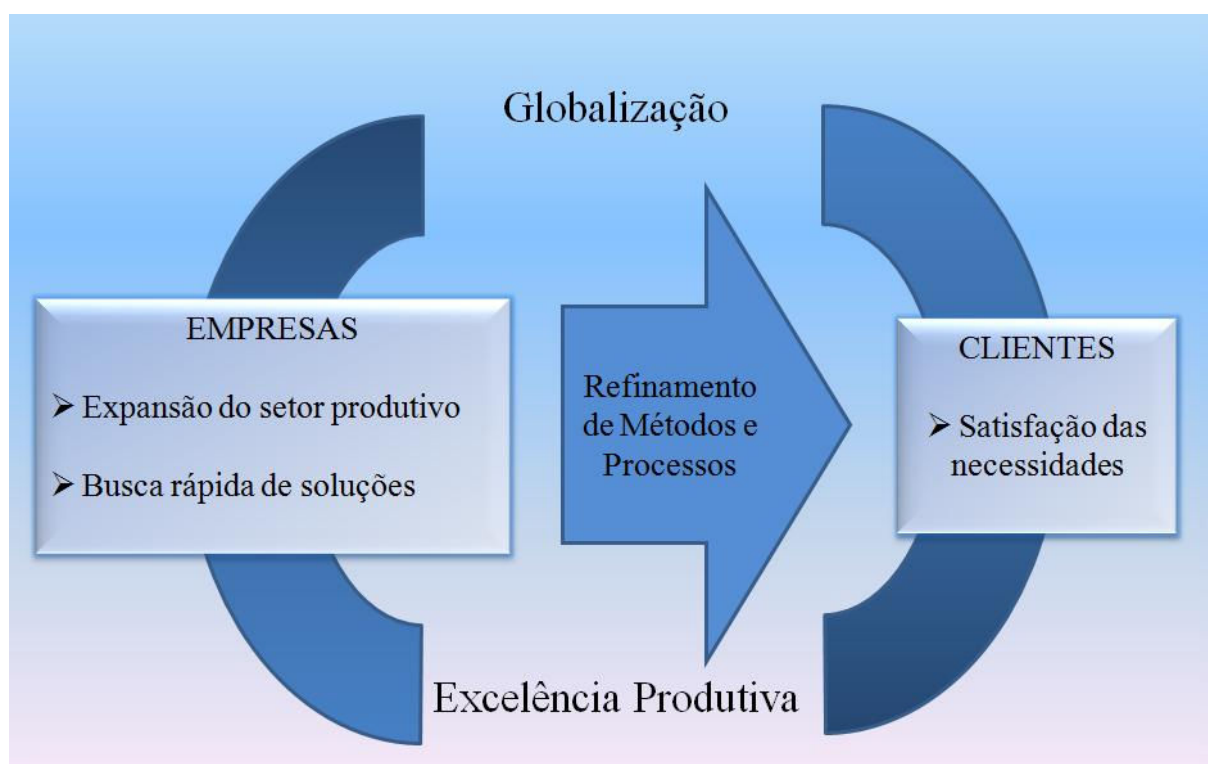 Globalização
EMPRESAS
➤ Expansão do setor produtivo
➤ Busca rápida de soluções
Refinamento
de Métodos e
Processos
CLIENTES
➤ Satisfação das
necessidades
Excelência Produtiva